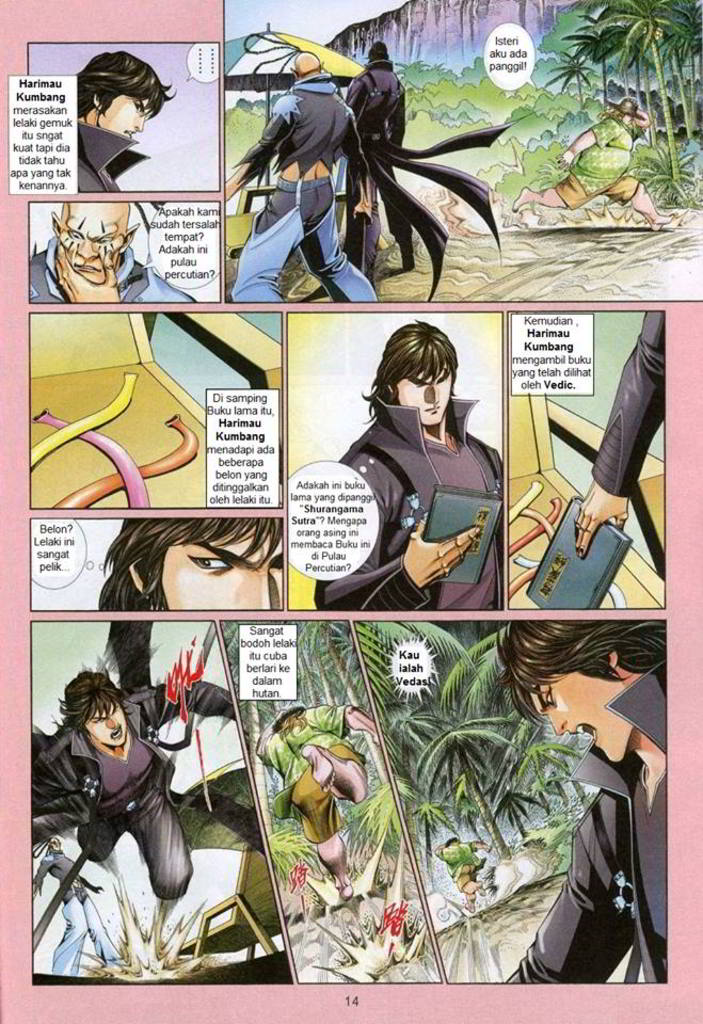 Harimau
Kumbang
merasakan
lelaki gemuk
itu sngat
kuat tapi dia
tidak tahu
apa yang tak
kenannya.
Isteri
aku ada
panggil!
Apakah kami
sudah tersalah
tempat?
Adakah ini
pulau
percutian?
Di samping
Buku lama itu,
Harimau
Kumbang
menadapi ada
beberapa
belon yang
ditinggalkan
oleh lelaki itu.
Belon?
Lelaki ini
sangat
pelik...
Adakah ini buku
lama yang dipanggi
"Shurangama
Sutra"? Mengapa
orang asing ini
membaca Buku ini
di Pulau
Percutian?
Kemudian ,
Harimau
Kumbang
mengambil buku
yang telah dilihat
oleh Vedic.
Sangat
bodoh lelaki
itu cuba
berlari ke
dalam
hutan.
Kau
ialah
Vedas!
踏
踏
14